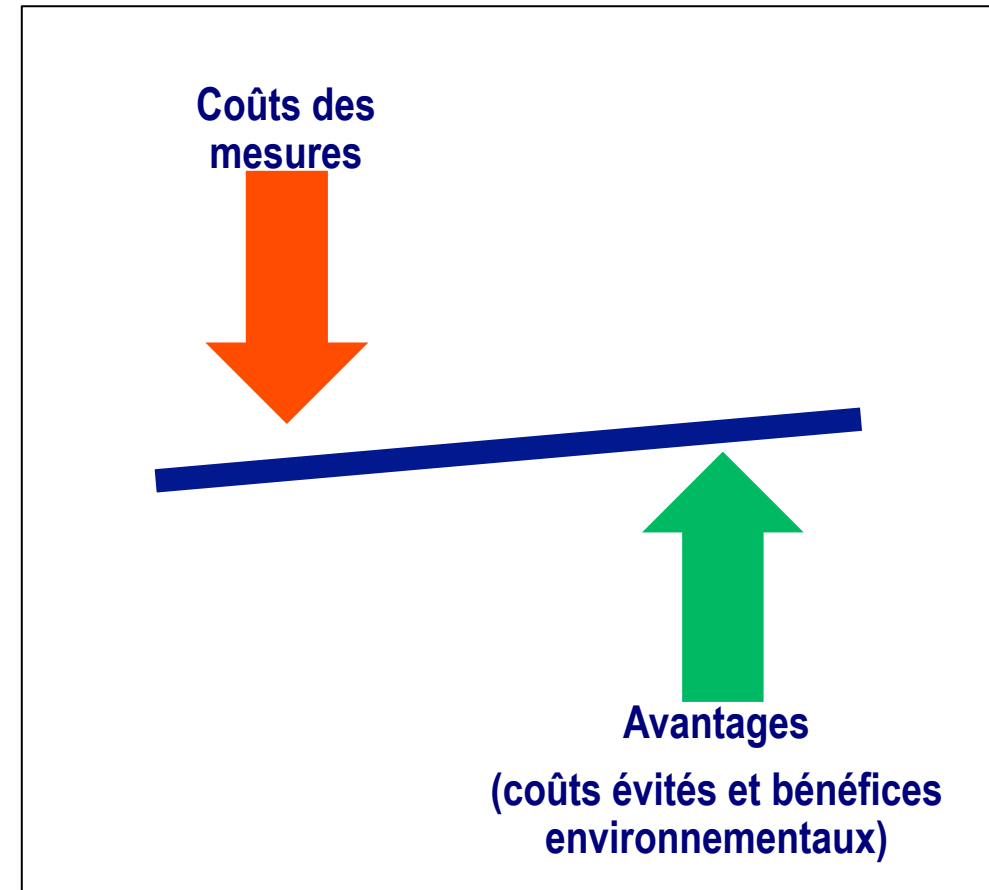 Coûts des
mesures
Avantages
(coûts évités et bénéfices
environnementaux)